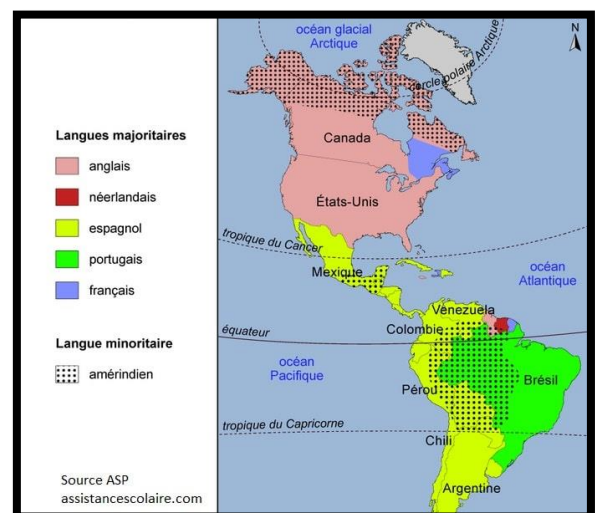 Langues majoritaires
anglais
néerlandais
espagnol
portugais
français
Langue minoritaire
amérindien
Source ASP
assistancescolaire.com
océan glacial
Arctique
N
cercle polaire Arctique
Canada
États-Unis
tropique du Cancer
Mexique
océan
Atlantique
Venezuela
Colombie
équateur
océan
Pacifique
Brésil
Pérou
tropique du Capricorne
Chili
Argentine